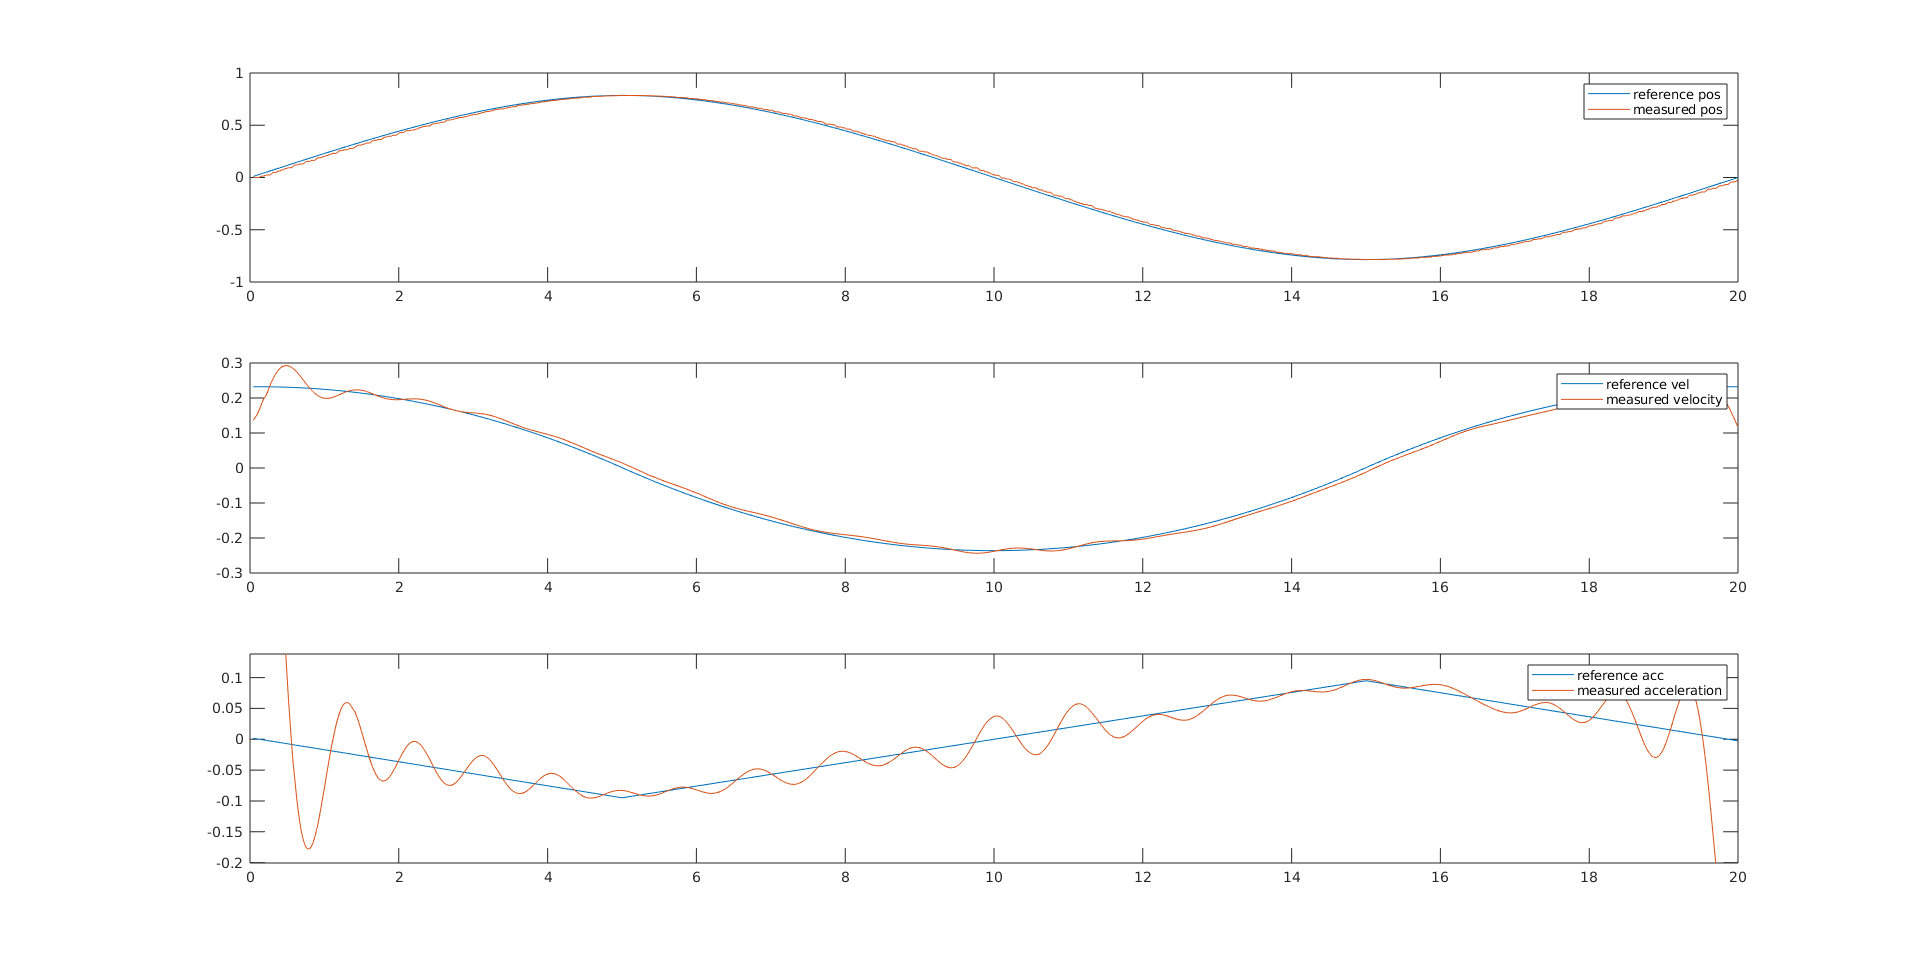 1
0.5
0
-0.5
-1
0 2 4 6 8 10 12 14 16 18 20
reference pos
measured pos
0.3
0.2
0.1
0
-0.1
-0.2
-0.3
0 2 4 6 8 10 12 14 16 18 20
reference vel
measured velocity
0.1
0.05
0
-0.05
-0.1
-0.15
-0.2
0 2 4 6 8 10 12 14 16 18 20
reference acc
measured acceleration